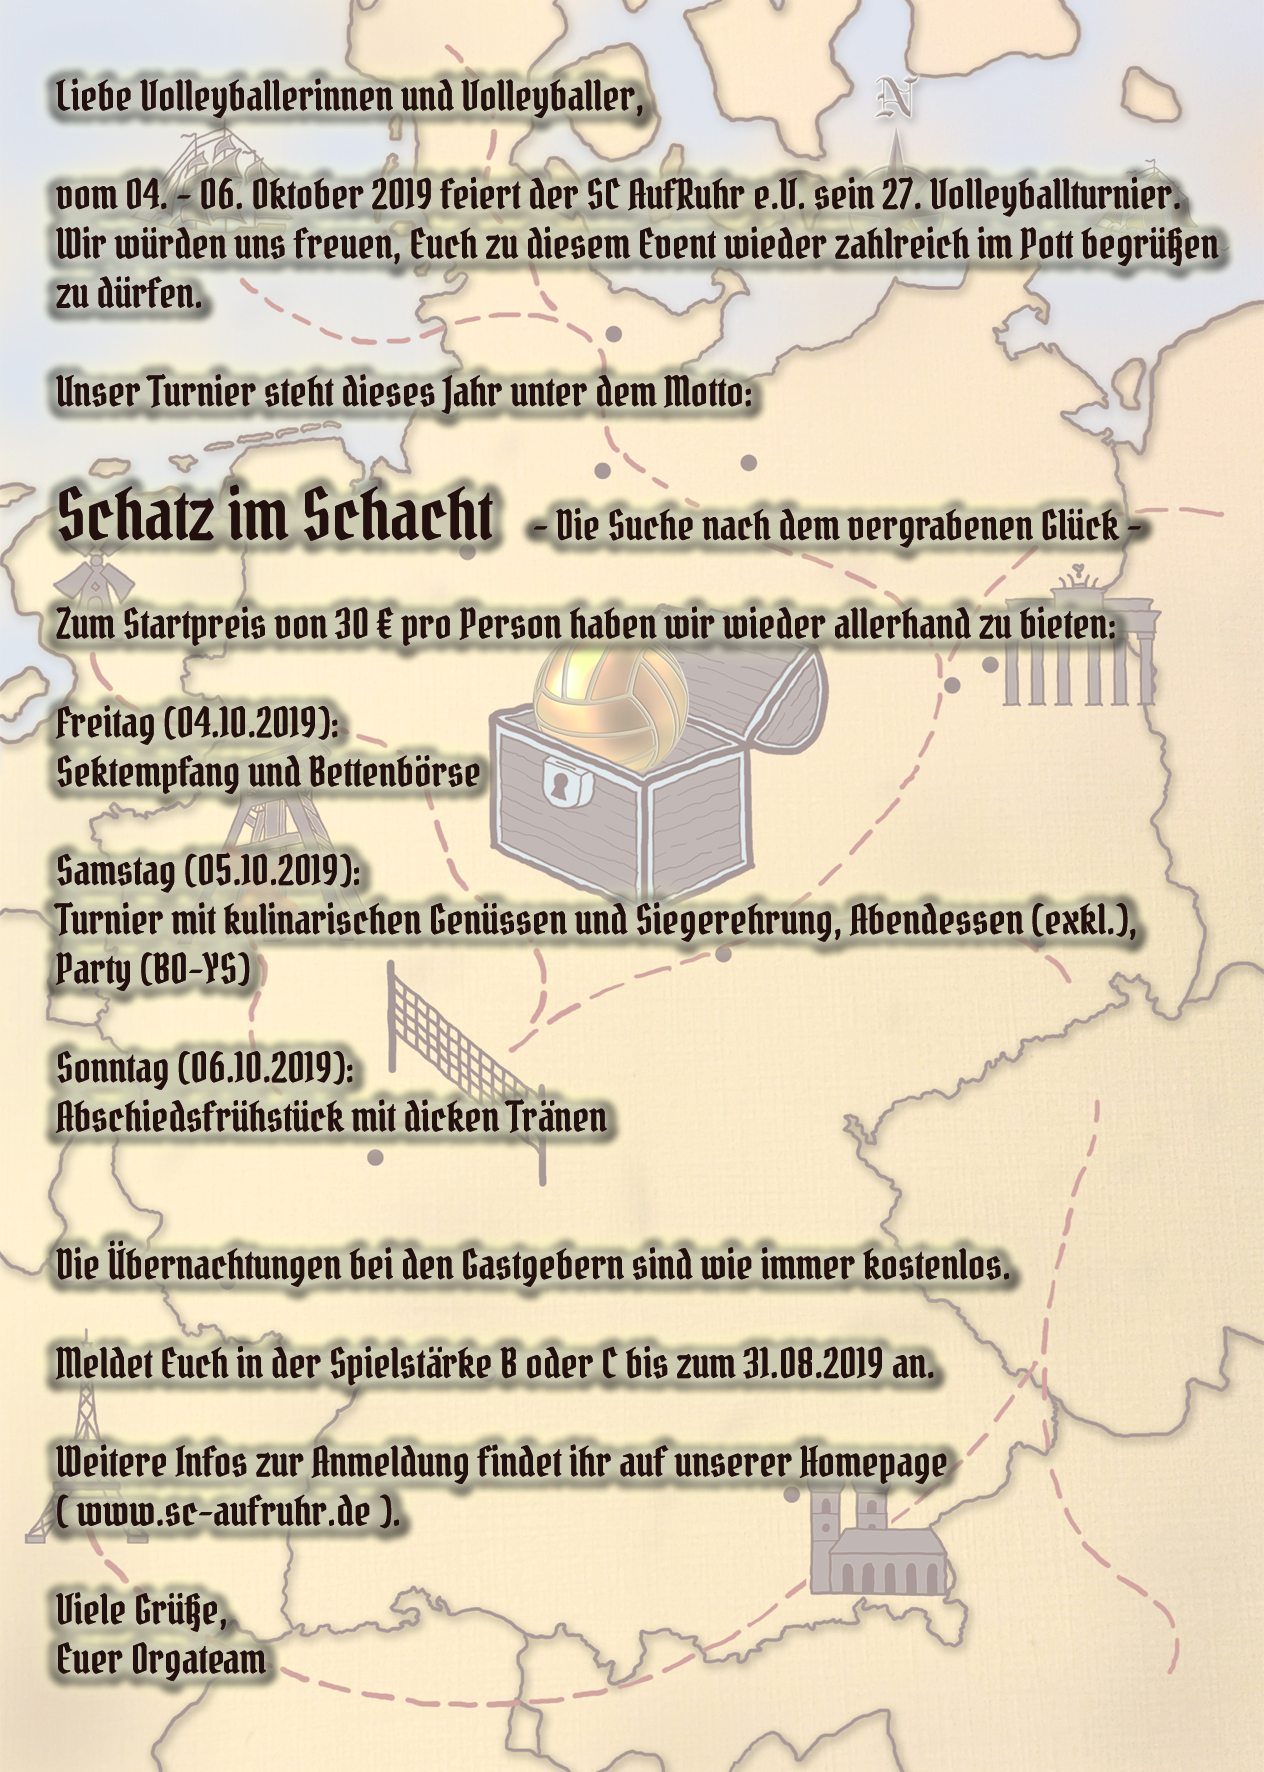 Liebe Volleyballerinnen und Volleyballer,
N
vom 04. - 06. Oktober 2019 feiert der SC AufRuhr e.V. sein 27. Volleyballturnier.
Wir würden uns freuen, Euch zu diesem Event wieder zahlreich im Pott begrüßen
zu dürfen.
Unser Turnier steht dieses Jahr unter dem Motto:
Schatz im Schacht - Die Suche nach dem vergrabenen Glück -
Zum Startpreis von 30 € pro Person haben wir wieder allerhand zu bieten:
Freitag (04.10.2019):
Sektempfang und Bettenbörse
Samstag (05.10.2019):
Turnier mit kulinarischen Genüssen und Siegerehrung, Abendessen (exkl.),
Party (BO-YS)
Sonntag (06.10.2019):
Abschiedsfrühstück mit dicken Tränen
Die Übernachtungen bei den Gastgebern sind wie immer kostenlos.
Meldet Euch in der Spielstärke B oder C bis zum 31.08.2019 an.
Weitere Infos zur Anmeldung findet ihr auf unserer Homepage
( www.sc-aufruhr.de ).
Viele Grüße,
Euer Orgateam